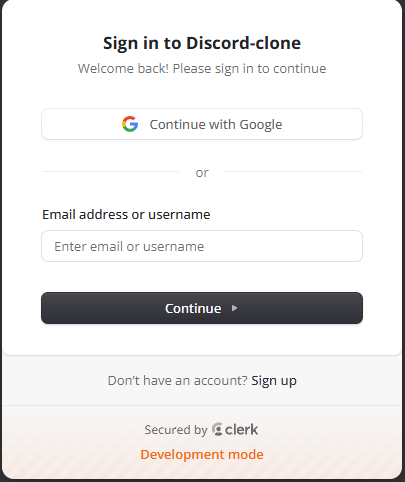 Sign in to Discord-clone
Welcome back! Please sign in to continue
Continue with Google
or
Email address or username
Enter email or username
Continue
Don't have an account? Sign up
Secured by clerk
Development mode